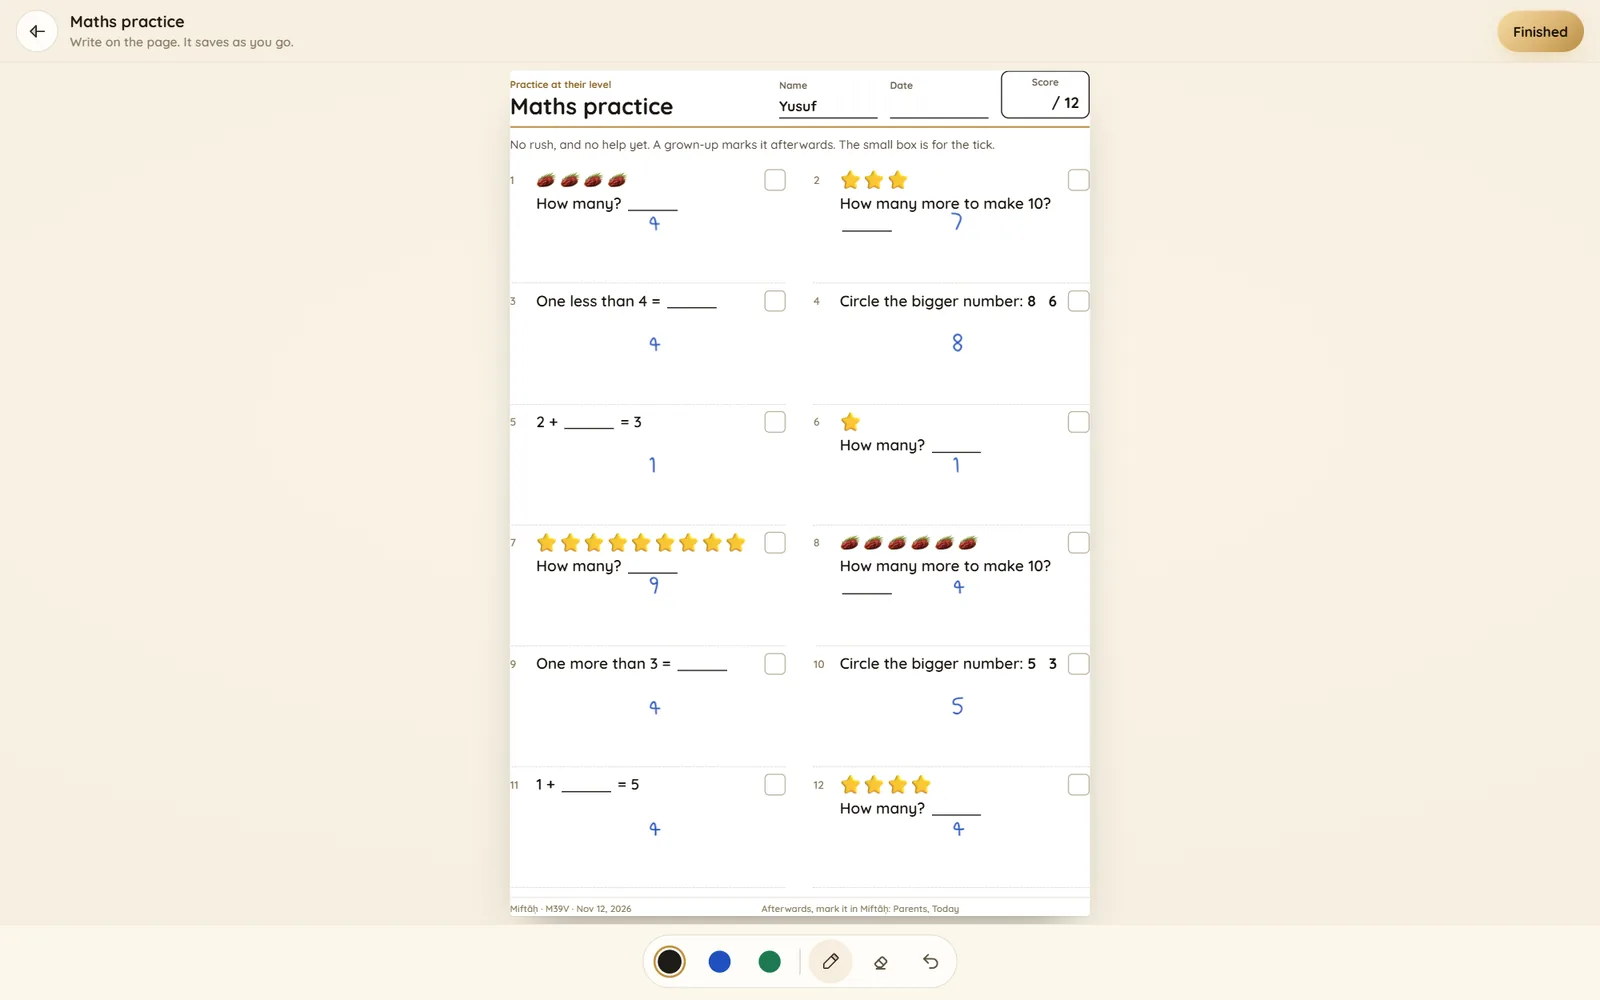 Maths practice
Write on the page. It saves as you go.
Finished
Practice at their level
Maths practice
Name
Yusuf
Date
Score
/ 12
No rush, and no help yet. A grown-up marks it afterwards. The small box is for the tick.
1
How many? ______
4
2
How many more to make 10?
______ 7
3 One less than 4 = ______
4
4 Circle the bigger number: 8 6
8
5 2 + ______ = 3
1
6
How many? ______
1
7
How many? ______
9
8
How many more to make 10?
______ 4
9 One more than 3 = ______
4
10 Circle the bigger number: 5 3
5
11 1 + ______ = 5
4
12
How many? ______
4
Miftāḥ · M39V · Nov 12, 2026
Afterwards, mark it in Miftāḥ: Parents, Today